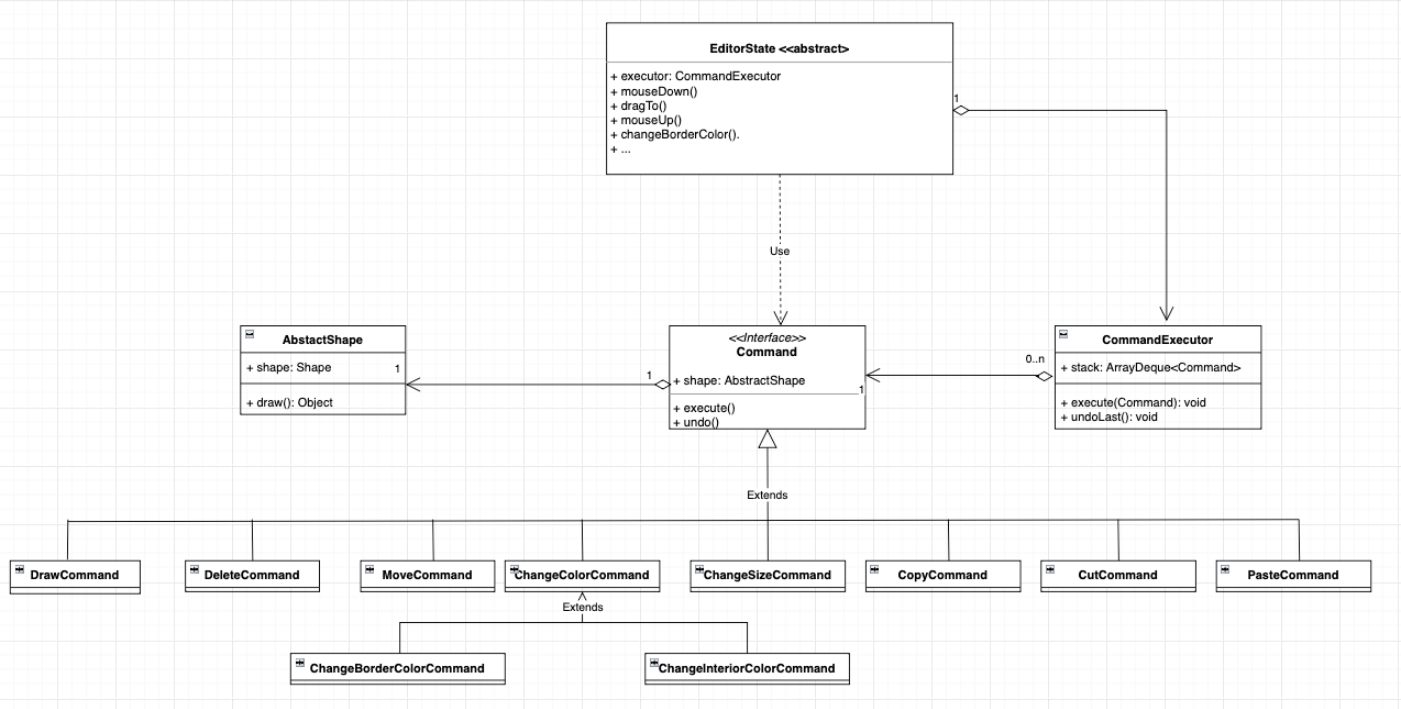 EditorState <<abstract>>
+ executor: CommandExecutor
+ mouseDown()
+ dragTo()
+ mouseUp()
+ changeBorderColor().
+ ...
1
Use
AbstactShape
+ shape: Shape
1
+ draw(): Object
<<Interface>>
Command
1
+ shape: AbstractShape
1
+ execute()
+ undo()
CommandExecutor
0..n
+ stack: ArrayDeque<Command>
+ execute(Command): void
+ undoLast(): void
Extends
DrawCommand
DeleteCommand
MoveCommand
ChangeColorCommand
ChangeSizeCommand
CopyCommand
CutCommand
PasteCommand
Extends
ChangeBorderColorCommand
ChangeInteriorColorCommand